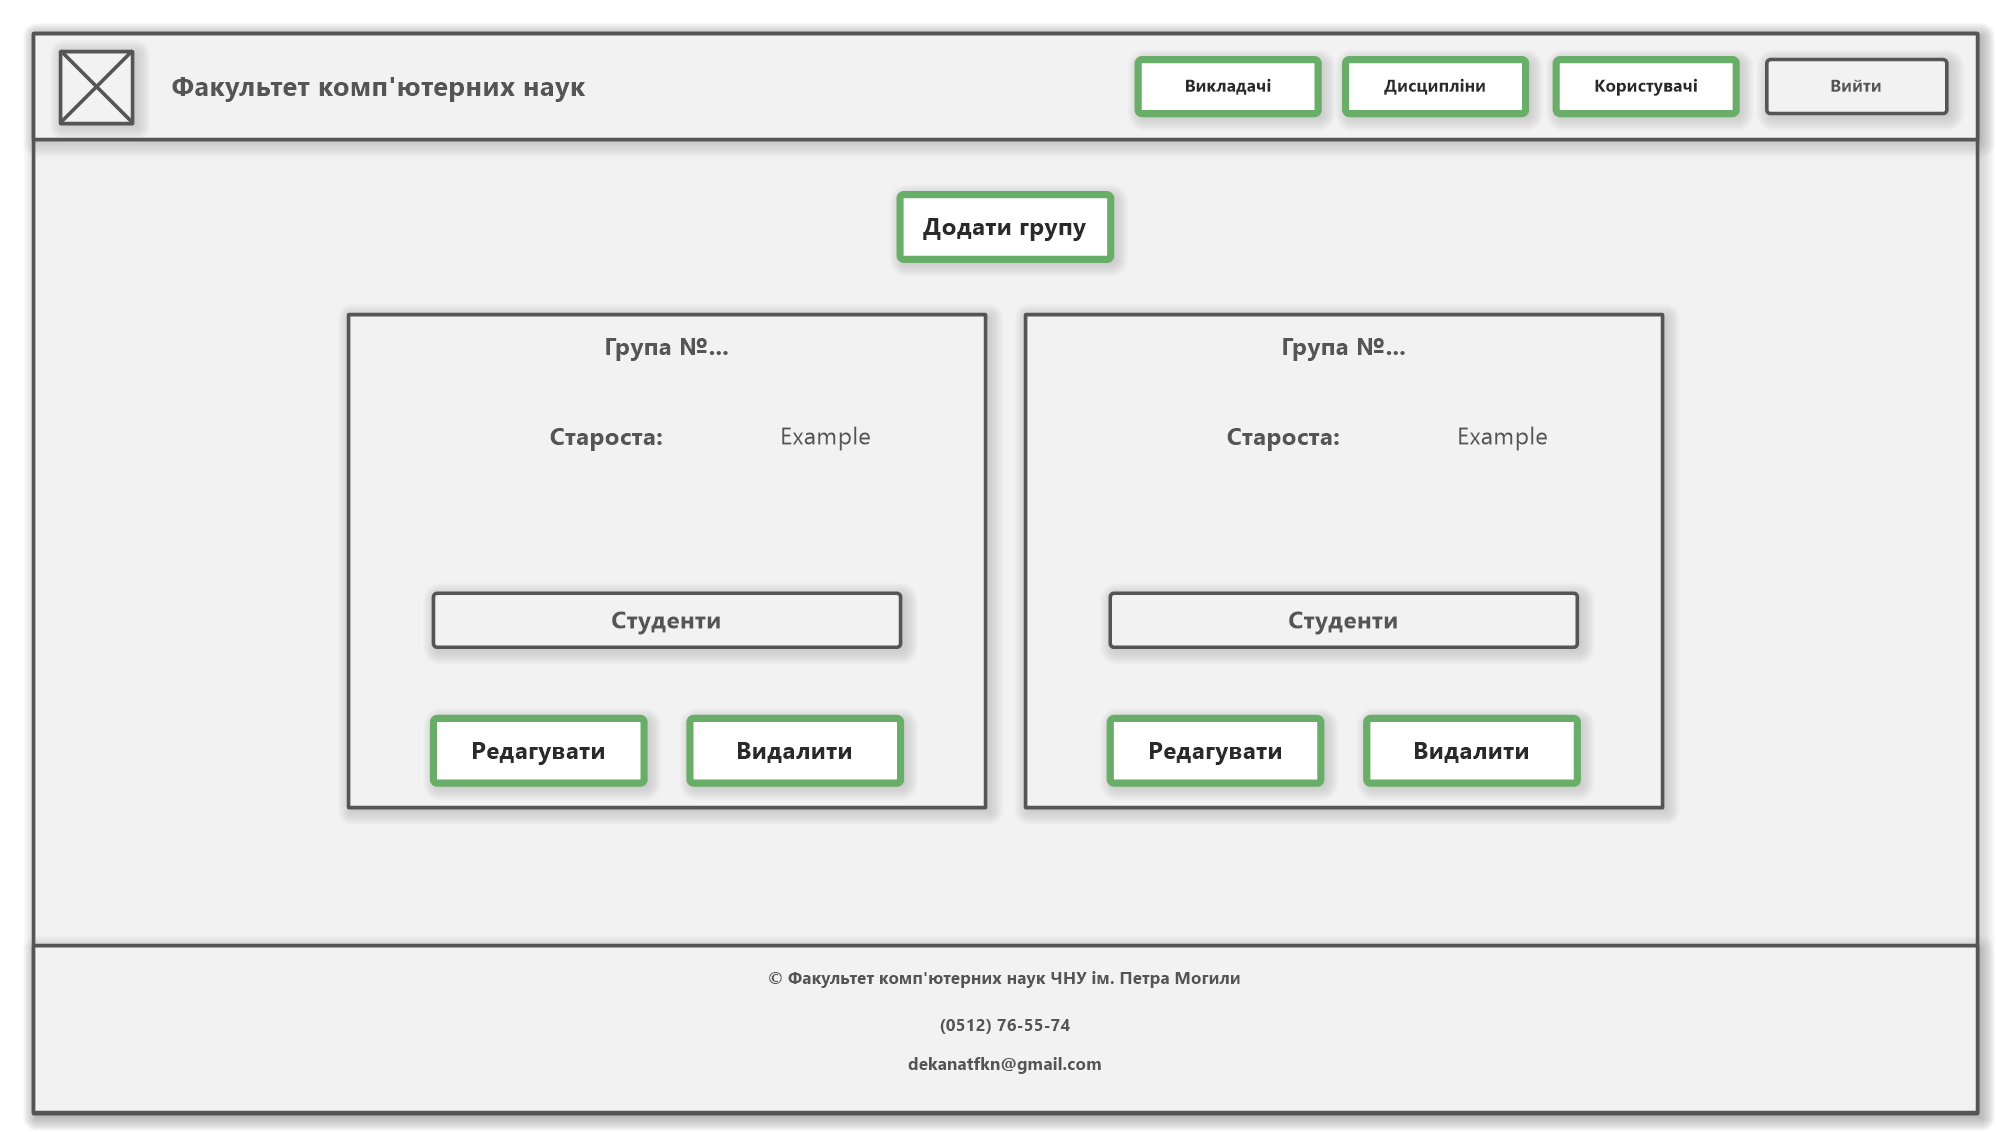 Факультет комп'ютерних наук
Викладачі
Дисципліни
Користувачі
Вийти
Додати групу
Група №...
Староста: Example
Студенти
Редагувати
Видалити
Група №...
Староста: Example
Студенти
Редагувати
Видалити
© Факультет комп'ютерних наук ЧНУ ім. Петра Могили
(0512) 76-55-74
dekanatfkn@gmail.com